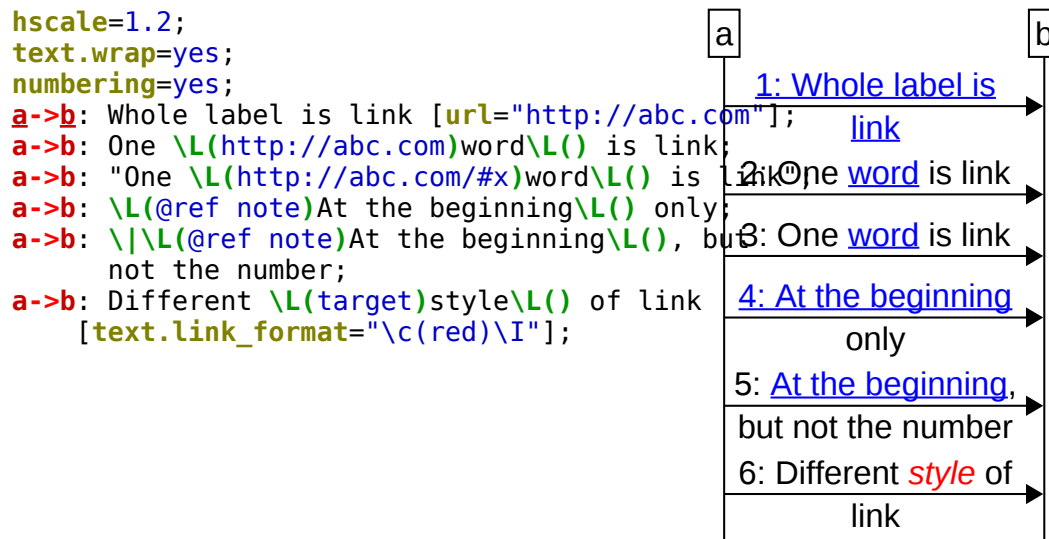 hscale=1.2;
text.wrap=yes;
numbering=yes;
a->b: Whole label is link [url="http://abc.com"];
a->b: One \L(http://abc.com)word\L() is link;
a->b: "One \L(http://abc.com/#x)word\L() is link";
a->b: \L(@ref note)At the beginning\L() only;
a->b: \|\L(@ref note)At the beginning\L(), but
not the number;
a->b: Different \L(target)style\L() of link
[text.link_format="\c(red)\I"];
a
b
1: Whole label is
link
2: One word is link
3: One word is link
4: At the beginning
only
5: At the beginning,
but not the number
6: Different style of
link